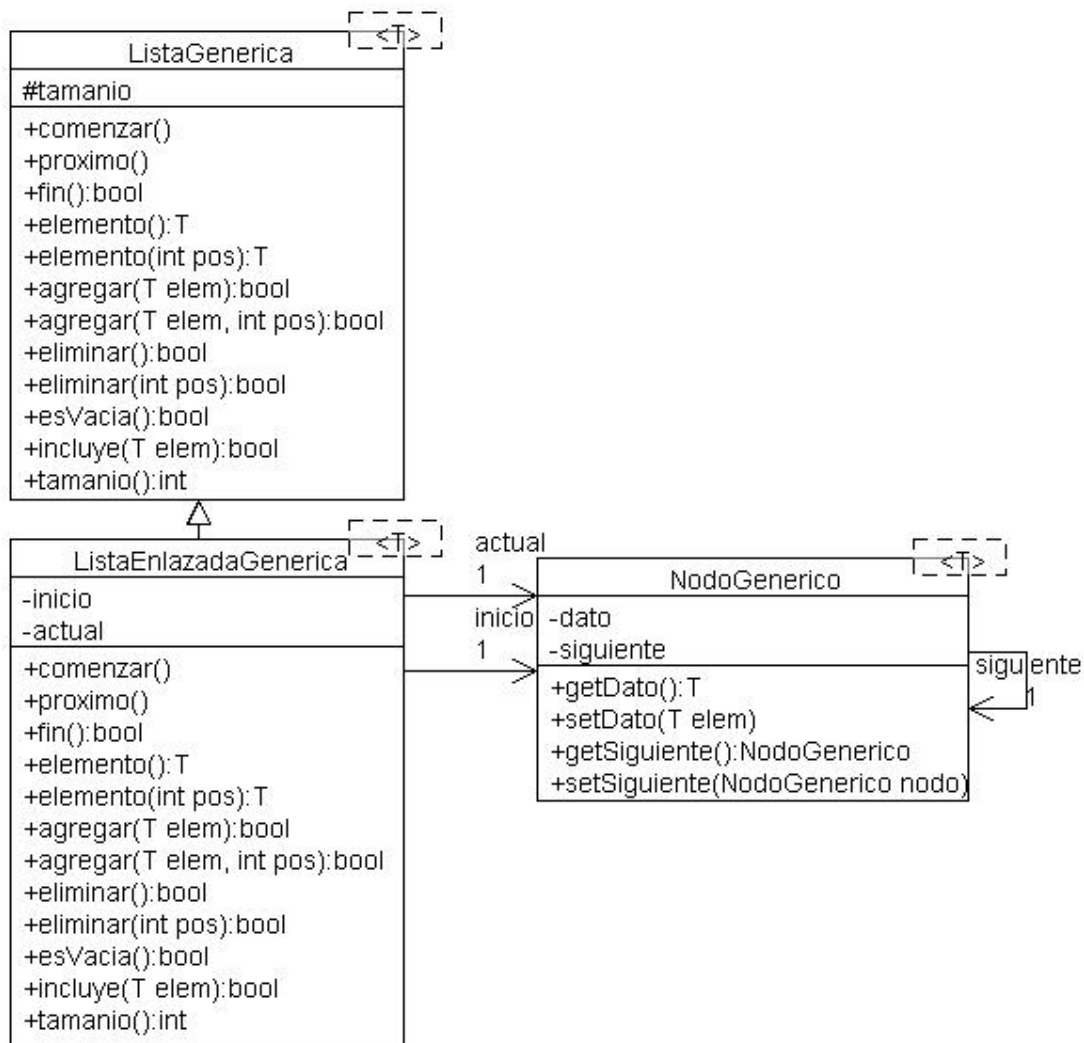 <T>
ListaGenerica
#tamanio
+comenzar()
+proximo()
+fin():bool
+elemento():T
+elemento(int pos):T
+agregar(T elem):bool
+agregar(T elem, int pos):bool
+eliminar():bool
+eliminar(int pos):bool
+esVacia():bool
+incluye(T elem):bool
+tamanio():int
<T>
ListaEnlazadaGenerica
-inicio
-actual
+comenzar()
+proximo()
+fin():bool
+elemento():T
+elemento(int pos):T
+agregar(T elem):bool
+agregar(T elem, int pos):bool
+eliminar():bool
+eliminar(int pos):bool
+esVacia():bool
+incluye(T elem):bool
+tamanio():int
actual
1
inicio
1
<T>
NodoGenerico
-dato
-siguiente
+getDato():T
+setDato(T elem)
+getSiguiente():NodoGenerico
+setSiguiente(NodoGenerico nodo)
siguiente
1